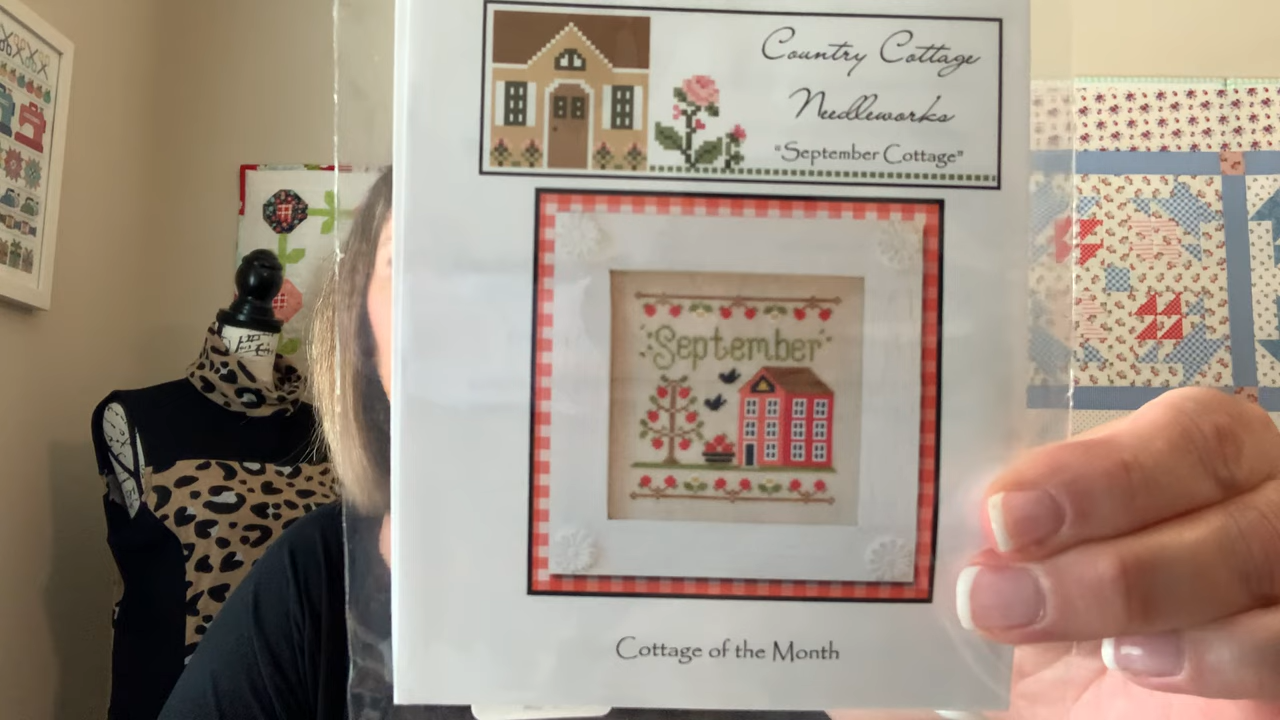 Country Cottage
Needleworks
"September Cottage"
September
Cottage of the Month